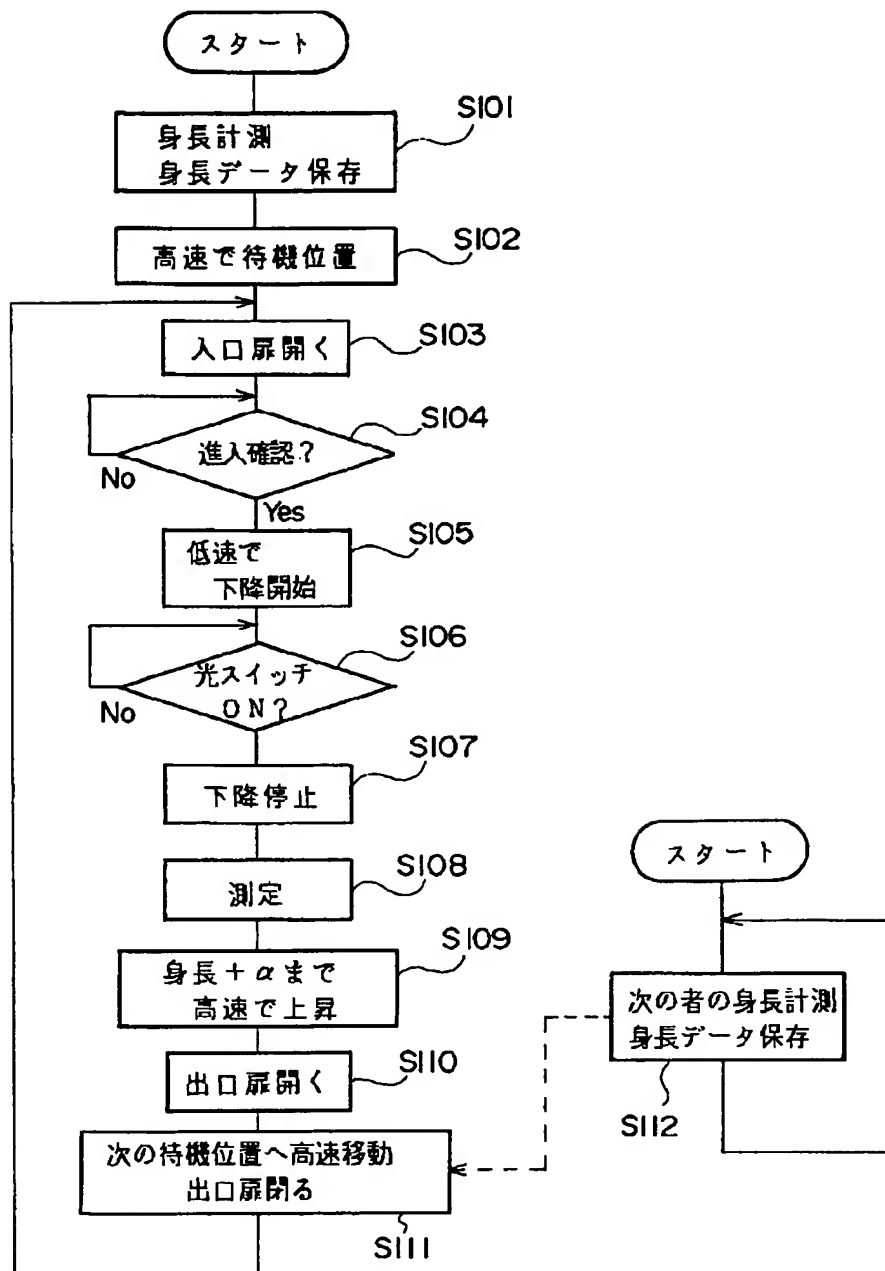 スタート
S101
身長計測
身長データ保存
S102
高速で待機位置
S103
入口扉開く
S104
進入確認?
No
Yes
S105
低速で
下降開始
S106
光スイッチ
ON?
No
S107
下降停止
S108
測定
S109
身長+αまで
高速で上昇
S110
出口扉開く
次の待機位置へ高速移動
出口扉閉る
S111
スタート
次の者の身長計測
身長データ保存
S112